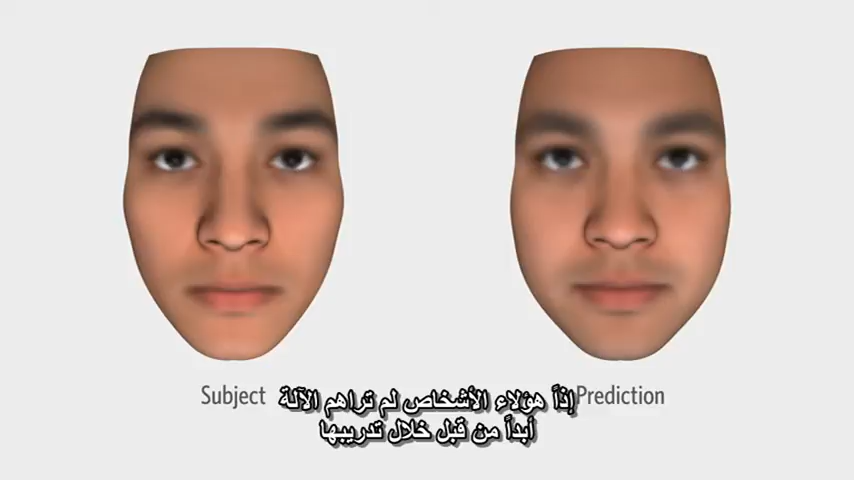 Subject
Prediction
إذاً هؤلاء الأشخاص لم تراهم الآلة
أبداً من قبل خلال تدريبها